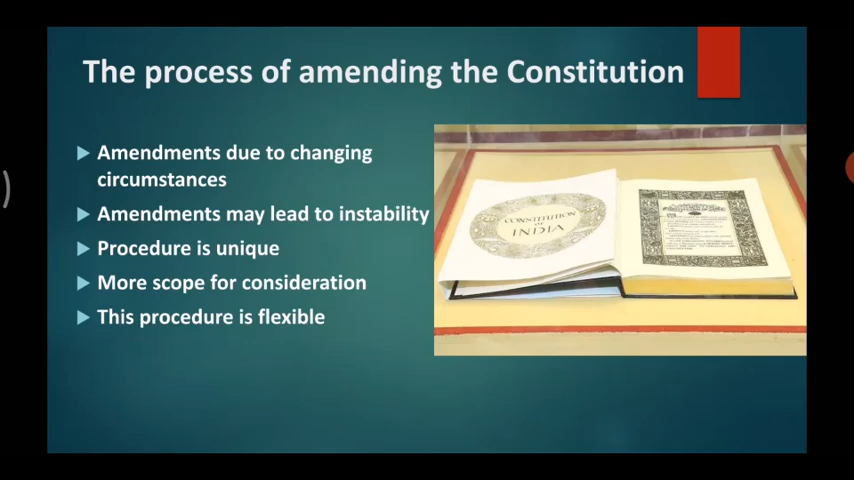 The process of amending the Constitution
Amendments due to changing
circumstances
Amendments may lead to instability
Procedure is unique
More scope for consideration
This procedure is flexible
CONSTITUTION
OF
INDIA